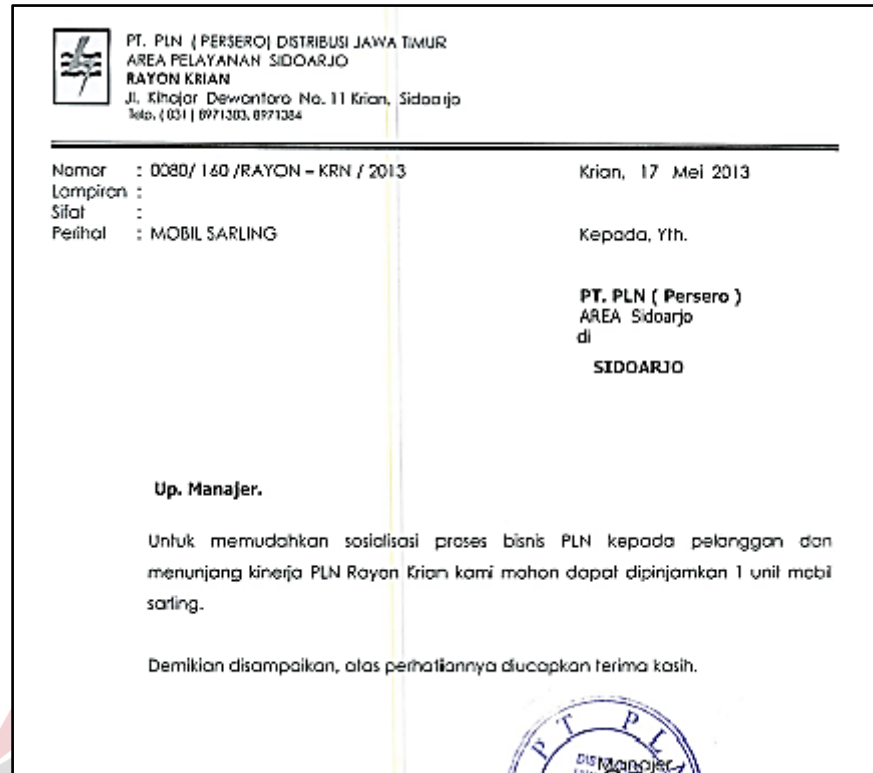 PT. PLN ( PERSERO) DISTRIBUSI JAWA TIMUR
AREA PELAYANAN SIDOARJO
RAYON KRIAN
Jl. Kihajar Dewantoro No. 11 Krian, Sidoarjo
Telp. ( 031 ) 8971383, 8971384
Nomor : 0080/ 160 /RAYON – KRN / 2013
Krian, 17 Mei 2013
Lampiran :
Sifat :
Perihal : MOBIL SARLING
Kepada, Yth.
PT. PLN ( Persero )
AREA Sidoarjo
di
SIDOARJO
Up. Manajer.
Untuk memudahkan sosialisasi proses bisnis PLN kepada pelanggan dan
menunjang kinerja PLN Rayon Krian kami mohon dapat dipinjamkan 1 unit mobil
sarling.
Demikian disampaikan, atas perhatiannya diucapkan terima kasih.
PT PL
DIS
Manajer